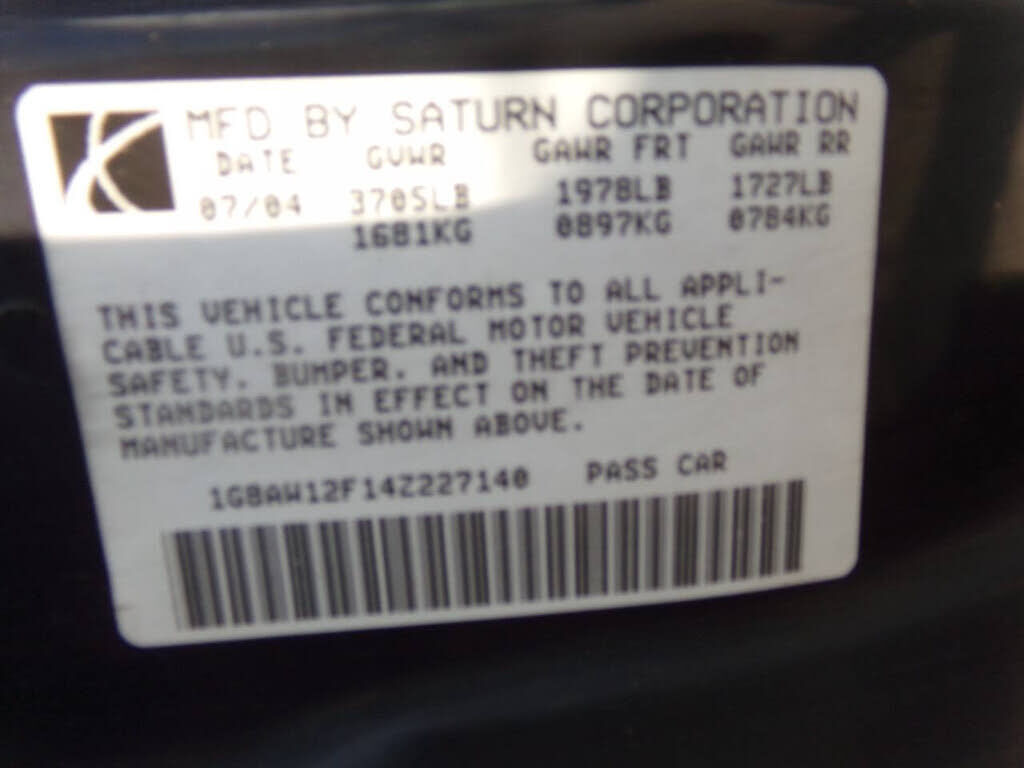 MFD BY SATURN CORPORATION
DATE GVWR GAWR FRT GAWR RR
07/04 3705LB 1978LB 1727LB
1681KG 0897KG 0784KG
THIS VEHICLE CONFORMS TO ALL APPLI-
CABLE U.S. FEDERAL MOTOR VEHICLE
SAFETY, BUMPER, AND THEFT PREVENTION
STANDARDS IN EFFECT ON THE DATE OF
MANUFACTURE SHOWN ABOVE.
1G8AW12F14Z227140 PASS CAR